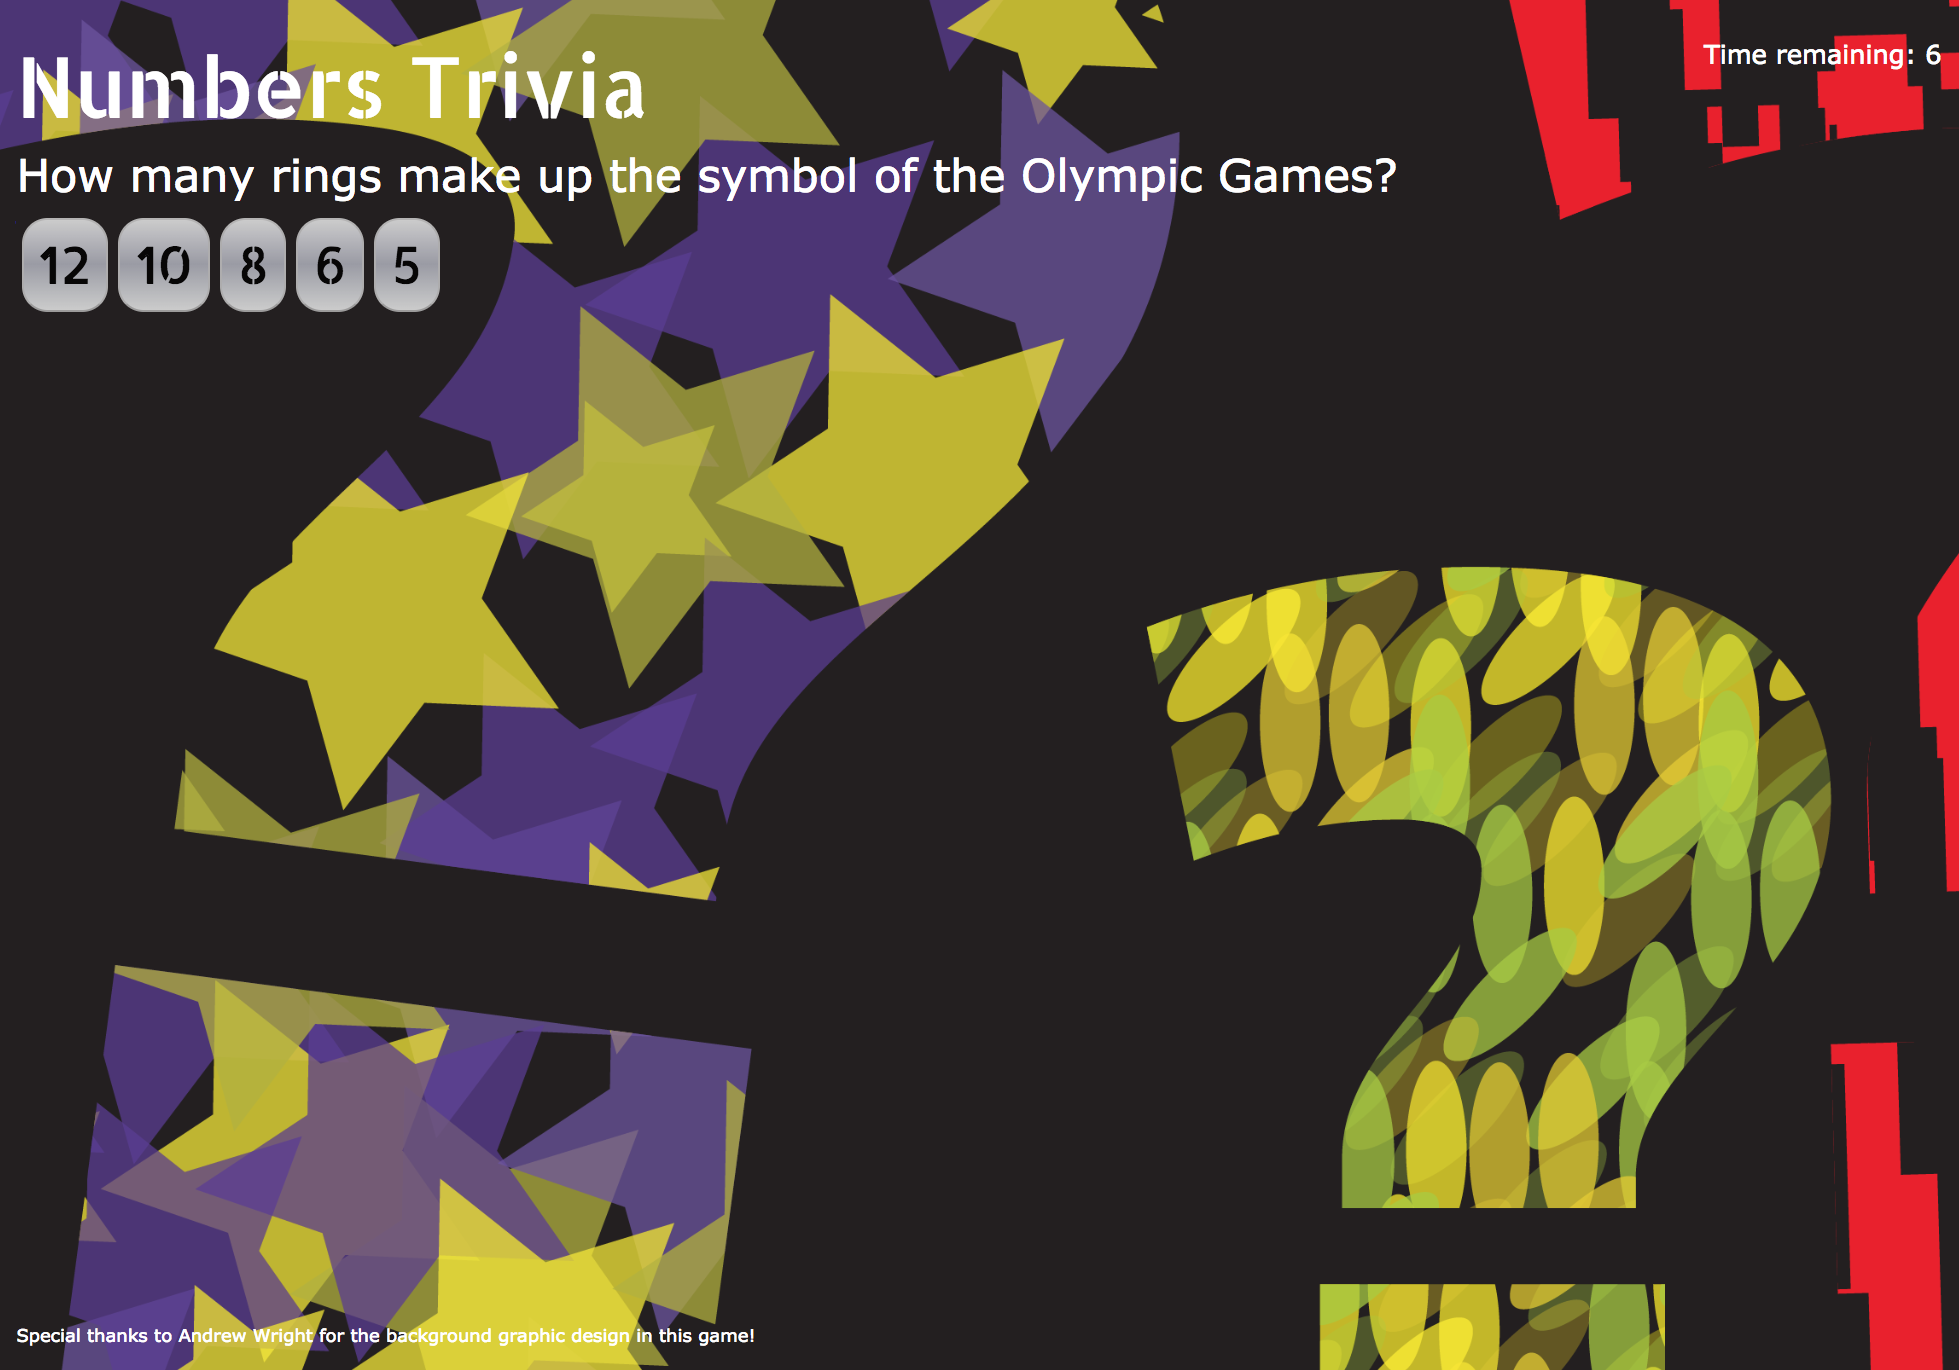 Numbers Trivia
Time remaining: 6
How many rings make up the symbol of the Olympic Games?
12 10 8 6 5
Special thanks to Andrew Wright for the background graphic design in this game!